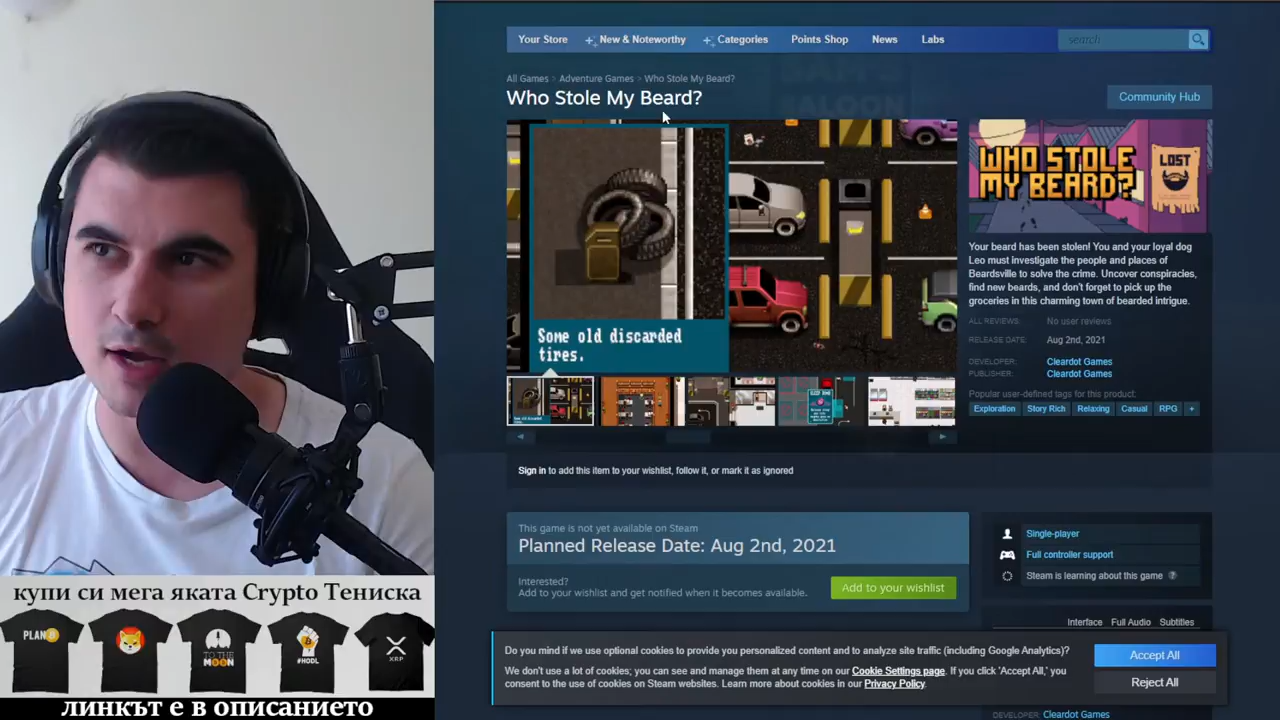 Your Store
New & Noteworthy
Categories
Points Shop
News
Labs
search
All Games > Adventure Games > Who Stole My Beard?
Who Stole My Beard?
Community Hub
Some old discarded
tires.
WHO STOLE
MY BEARD?
LOST
Your beard has been stolen! You and your loyal dog
Leo must investigate the people and places of
Beardsville to solve the crime. Uncover conspiracies,
find new beards, and don't forget to pick up the
groceries in this charming town of bearded intrigue.
ALL REVIEWS: No user reviews
RELEASE DATE: Aug 2nd, 2021
DEVELOPER: Cleardot Games
PUBLISHER: Cleardot Games
Popular user-defined tags for this product:
Exploration Story Rich Relaxing Casual RPG +
Sign in to add this item to your wishlist, follow it, or mark it as ignored
This game is not yet available on Steam
Planned Release Date: Aug 2nd, 2021
Interested?
Add to your wishlist and get notified when it becomes available.
Add to your wishlist
Single-player
Full controller support
Steam is learning about this game ?
Interface Full Audio Subtitles
Do you mind if we use optional cookies to provide you personalized content and to analyze site traffic (including Google Analytics)?
We don't use a lot of cookies; you can see and manage them at any time on our Cookie Settings page. If you click 'Accept All,' you
consent to the use of cookies on Steam websites. Learn more about cookies in our Privacy Policy.
Accept All
Reject All
DEVELOPER: Cleardot Games
купи си мега яката Crypto Тениска
PLAN B
TO THE
MOON
#HODL
XRP
линкът е в описанието